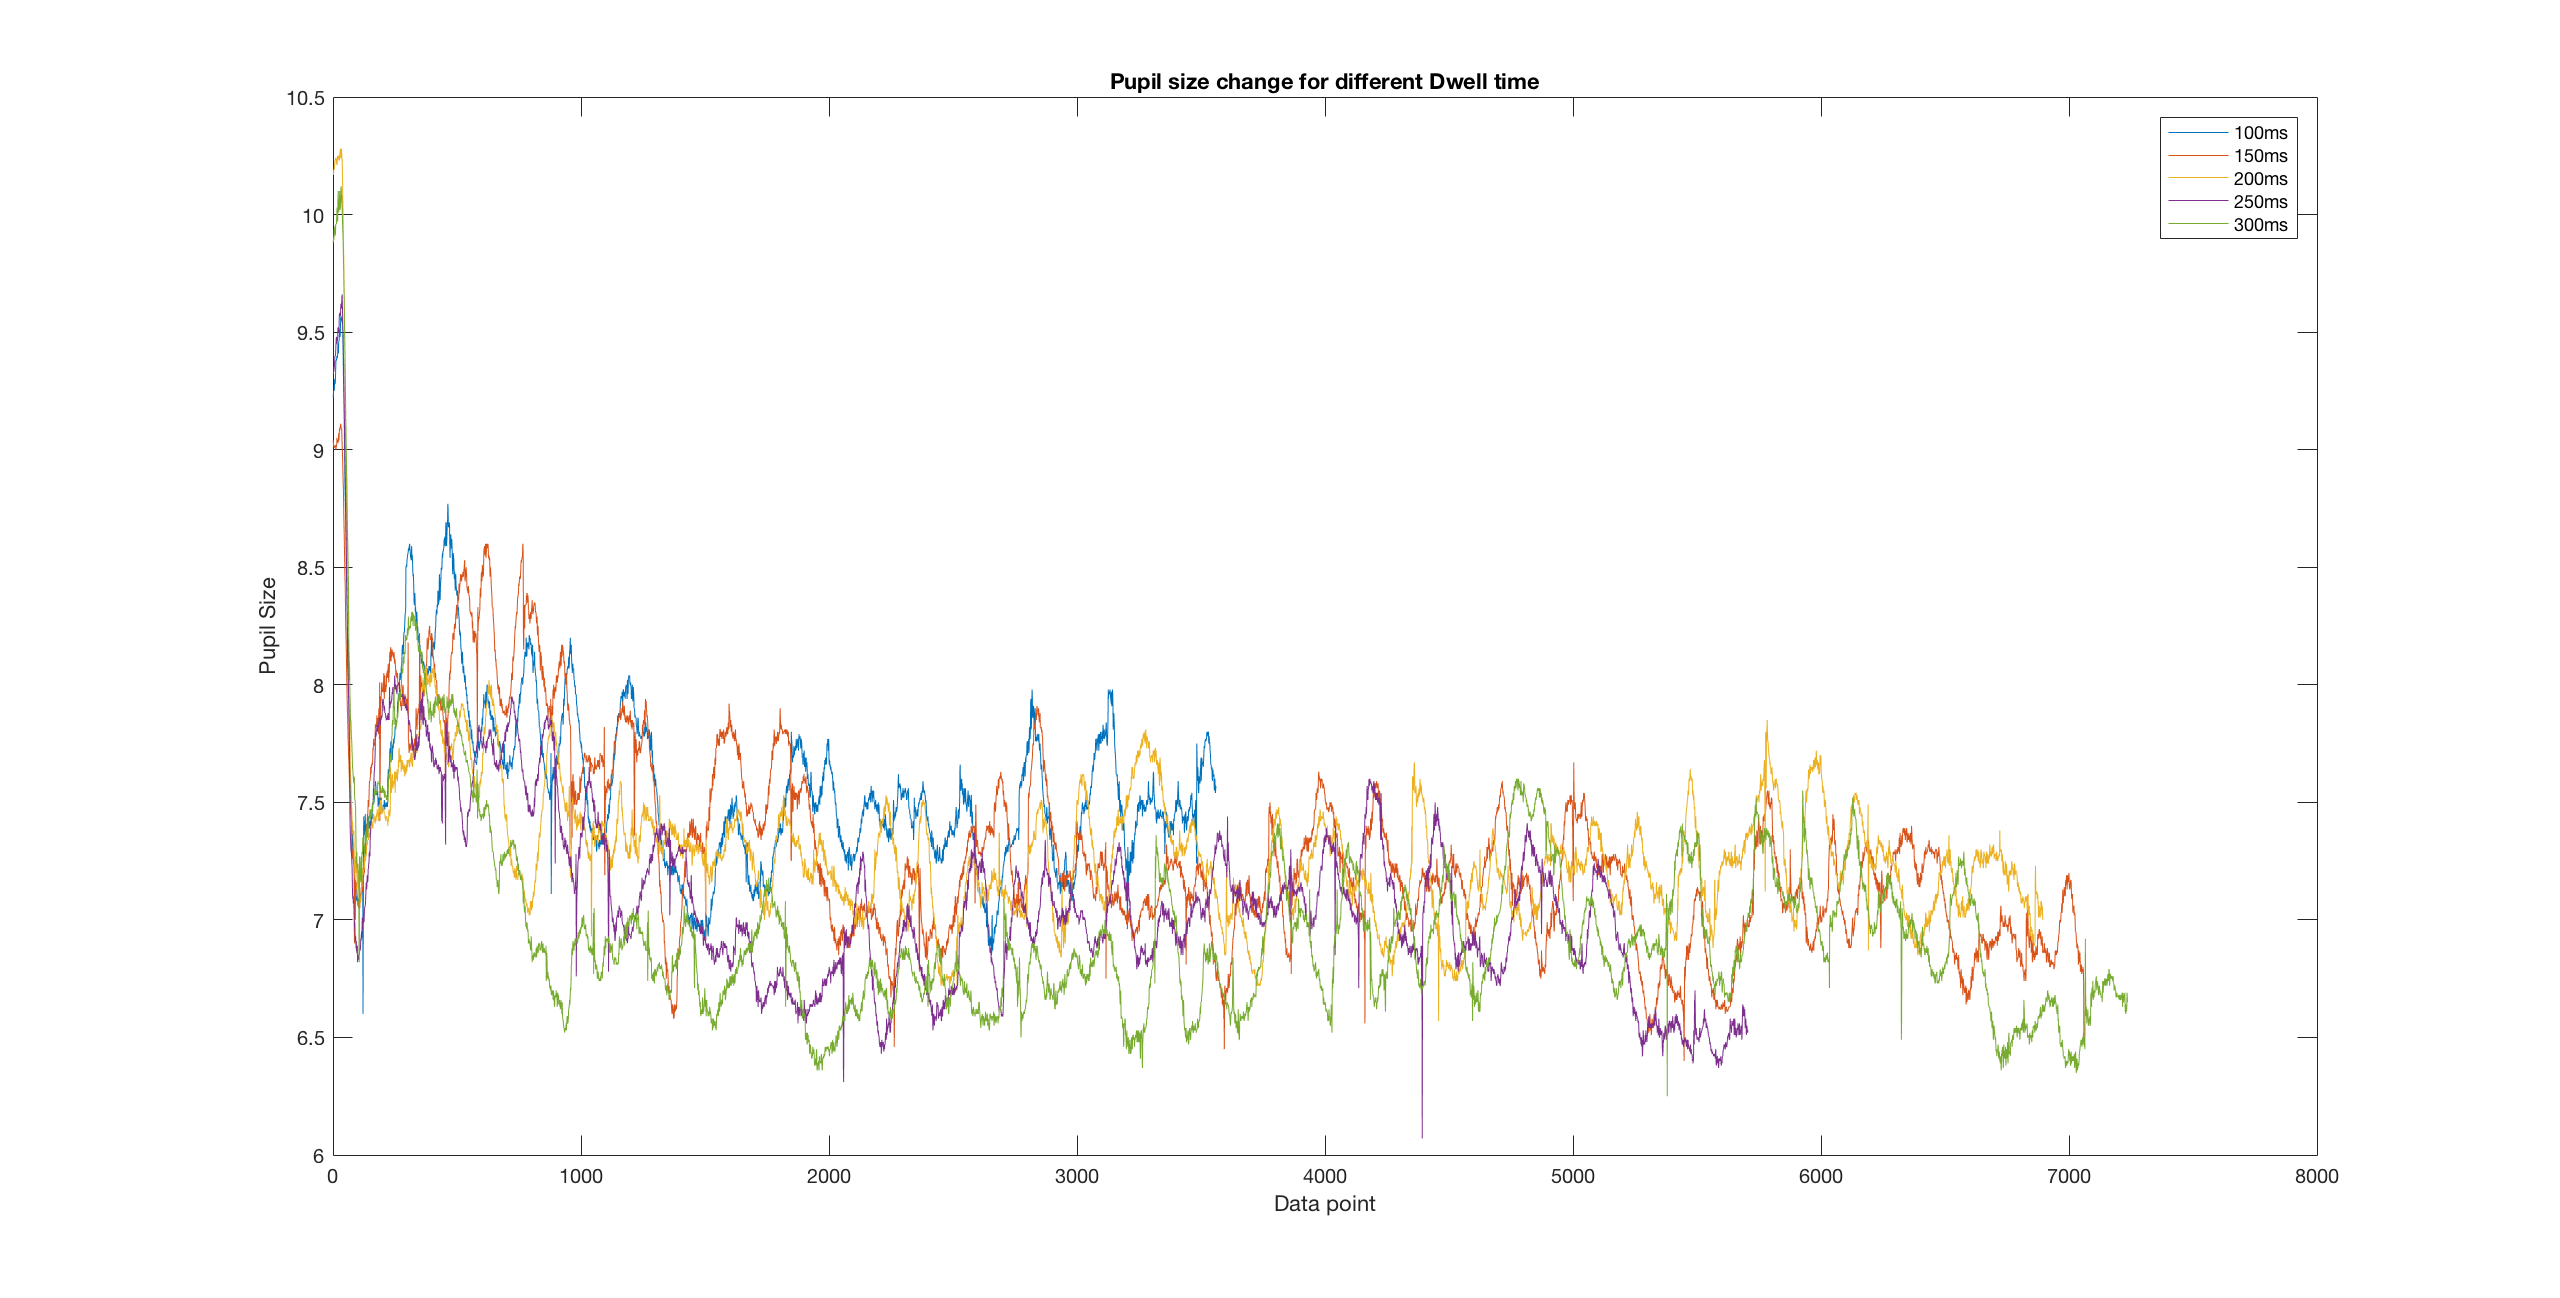 Pupil size change for different Dwell time
10.5
10
9.5
9
8.5
8
7.5
7
6.5
6
Pupil Size
100ms
150ms
200ms
250ms
300ms
0 1000 2000 3000 4000 5000 6000 7000 8000
Data point